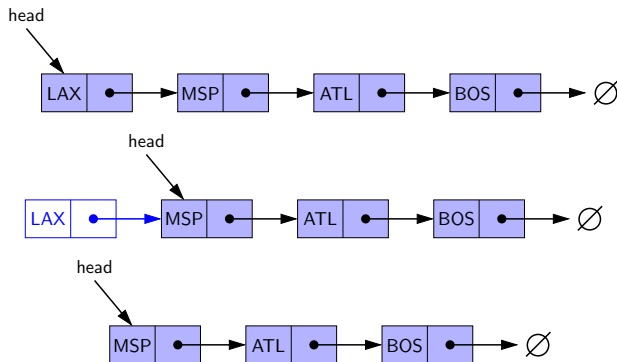 head
LAX MSP ATL BOS ∅
head
LAX MSP ATL BOS ∅
head
MSP ATL BOS ∅